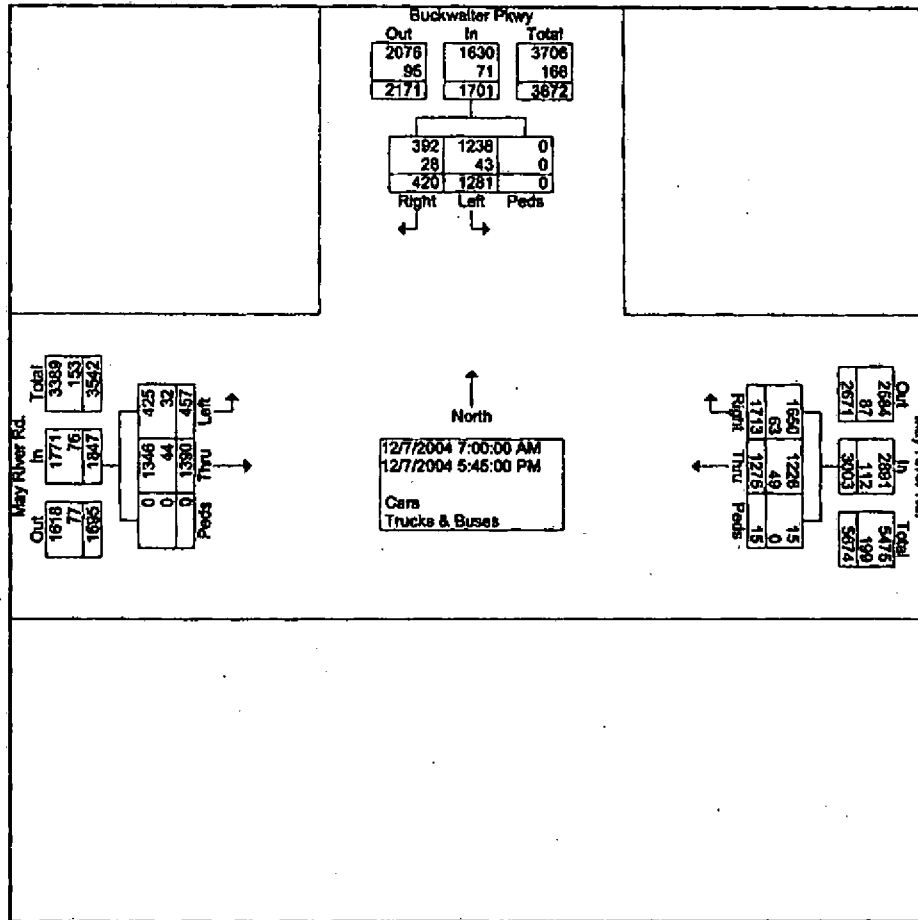 Buckwalter Pkwy
Out In Total
2076 1630 3706
95 71 166
2171 1701 3872
392 1238 0
28 43 0
420 1281 0
Right Left Peds
May River Rd.
Total In Out
3389 1771 1618
153 76 77
3542 1847 1695
Left Thru Peds
425 1346 0
32 44 0
457 1390 0
North
12/7/2004 7:00:00 AM
12/7/2004 5:45:00 PM
Cars
Trucks & Buses
Right Thru Peds
1650 1226 15
63 49 0
1713 1275 15
Out In Total
2584 2891 5475
87 112 199
2671 3003 5674